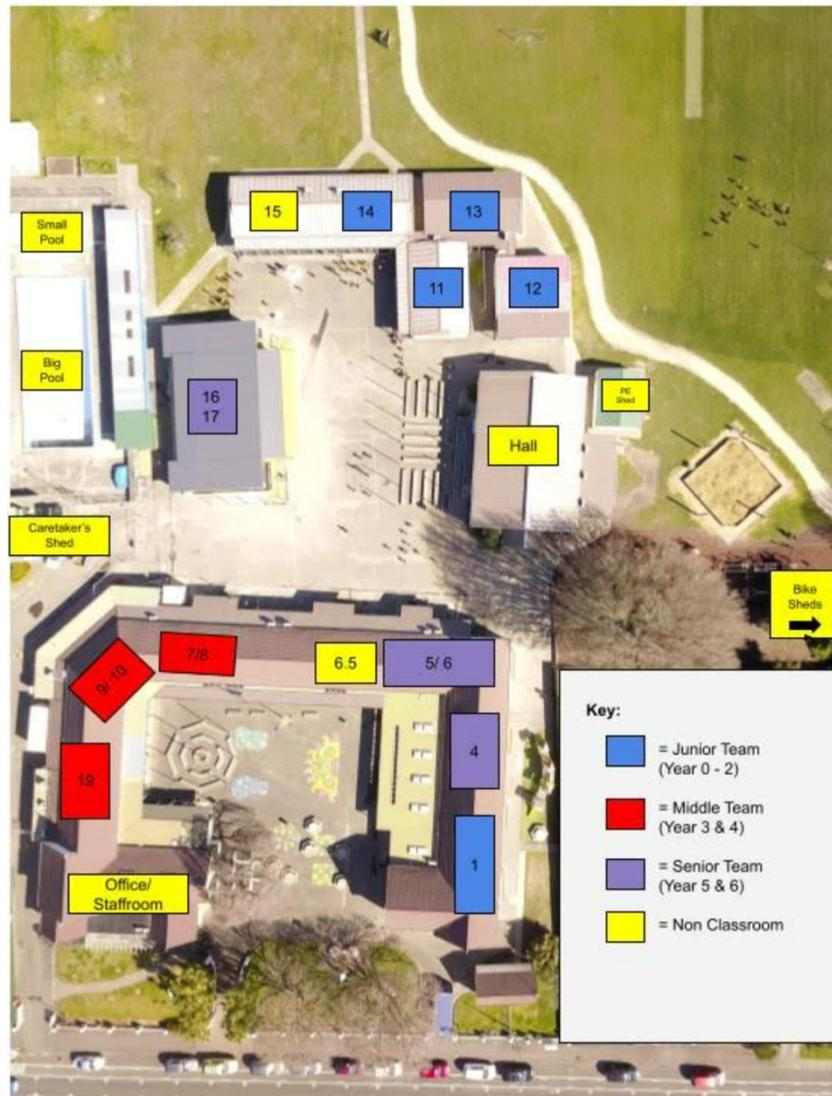 15
14
13
Small
Pool
11
12
Big
Pool
16
17
PE
Shed
Hall
Caretaker's
Shed
Bike
Sheds
7/8
6.5
5/ 6
9/ 10
4
19
1
Office/
Staffroom
Key:
= Junior Team
(Year 0 - 2)
= Middle Team
(Year 3 & 4)
= Senior Team
(Year 5 & 6)
= Non Classroom